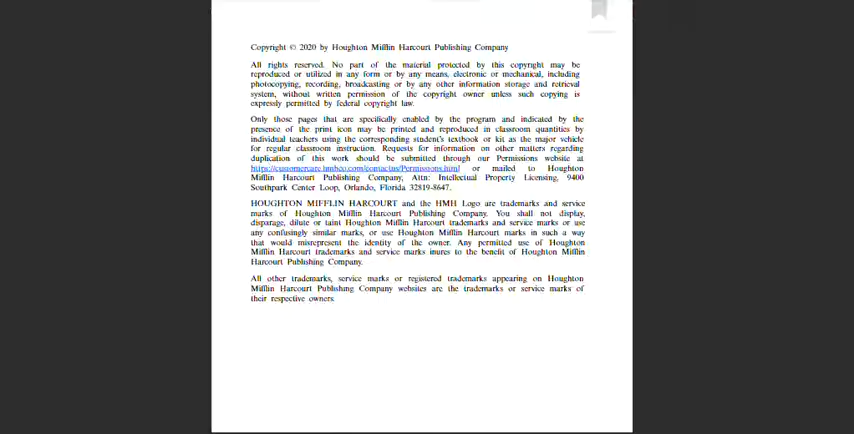 Copyright © 2020 by Houghton Mifflin Harcourt Publishing Company
All rights reserved. No part of the material protected by this copyright may be
reproduced or utilized in any form or by any means, electronic or mechanical, including
photocopying, recording, broadcasting or by any other information storage and retrieval
system, without written permission of the copyright owner unless such copying is
expressly permitted by federal copyright law.
Only those pages that are specifically enabled by the program and indicated by the
presence of the print icon may be printed and reproduced in classroom quantities by
individual teachers using the corresponding student's textbook or kit as the major vehicle
for regular classroom instruction. Requests for information on other matters regarding
duplication of this work should be submitted through our Permissions website at
https://customercare.hmhco.com/contactus/Permissions.html or mailed to Houghton
Mifflin Harcourt Publishing Company, Attn: Intellectual Property Licensing, 9400
Southpark Center Loop, Orlando, Florida 32819-8647.
HOUGHTON MIFFLIN HARCOURT and the HMH Logo are trademarks and service
marks of Houghton Mifflin Harcourt Publishing Company. You shall not display,
disparage, dilute or taint Houghton Mifflin Harcourt trademarks and service marks or use
any confusingly similar marks, or use Houghton Mifflin Harcourt marks in such a way
that would misrepresent the identity of the owner. Any permitted use of Houghton
Mifflin Harcourt trademarks and service marks inures to the benefit of Houghton Mifflin
Harcourt Publishing Company.
All other trademarks, service marks or registered trademarks appearing on Houghton
Mifflin Harcourt Publishing Company websites are the trademarks or service marks of
their respective owners.